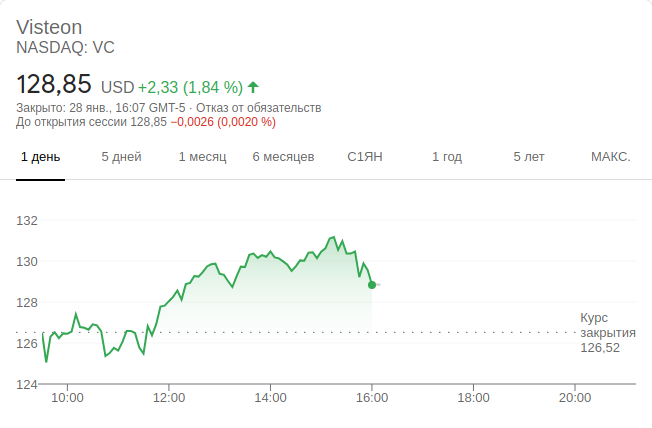 Visteon
NASDAQ: VC
128,85 USD +2,33 (1,84 %)
Закрыто: 28 янв., 16:07 GMT-5 · Отказ от обязательств
До открытия сессии 128,85 −0,0026 (0,0020 %)
1 день 5 дней 1 месяц 6 месяцев С1ЯН 1 год 5 лет МАКС.
132
130
128
Курс
закрытия
126,52
126
124
10:00 12:00 14:00 16:00 18:00 20:00